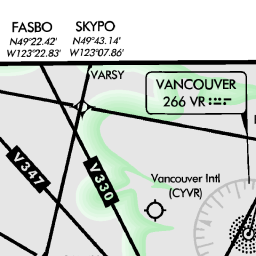 FASBO
N49°22.42'
W123°22.83'
SKYPO
N49°43.14'
W123°07.86'
VARSY
VANCOUVER
266 VR
V347
V330
Vancouver Intl
(CYVR)